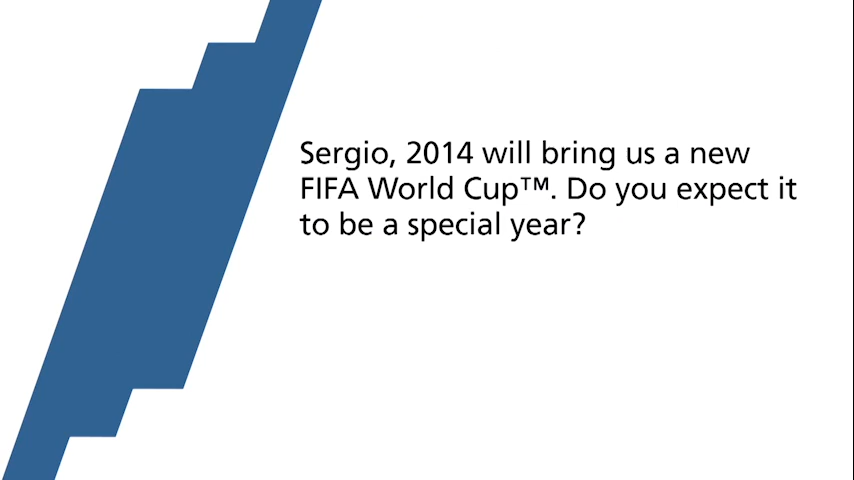 Sergio, 2014 will bring us a new
FIFA World Cup™. Do you expect it
to be a special year?